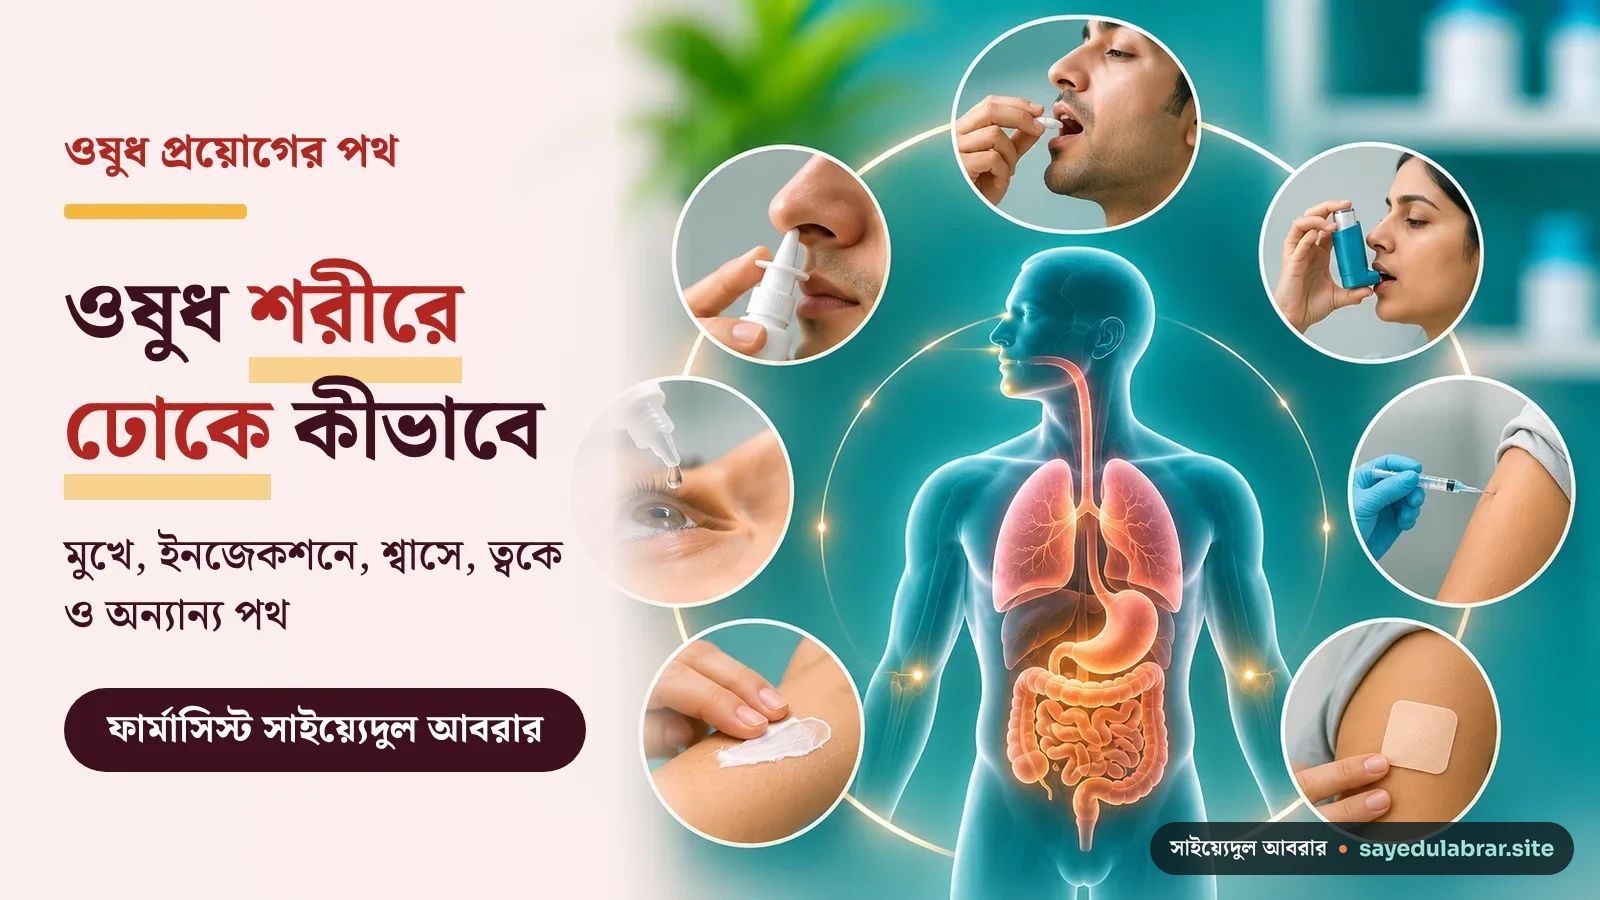 ওষুধ প্রয়োগের পথ
ওষুধ শরীরে
ঢোকে কীভাবে
মুখে, ইনজেকশনে, শ্বাসে, ত্বকে
ও অন্যান্য পথ
ফার্মাসিস্ট সাইয়্যেদুল আবরার
সাইয়্যেদুল আবরার • sayedulabrar.site